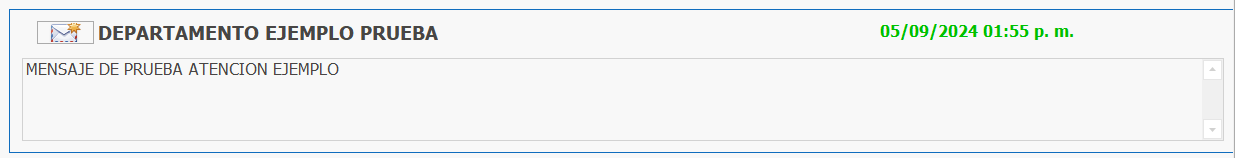 DEPARTAMENTO EJEMPLO PRUEBA 05/09/2024 01:55 p. m.
MENSAJE DE PRUEBA ATENCION EJEMPLO